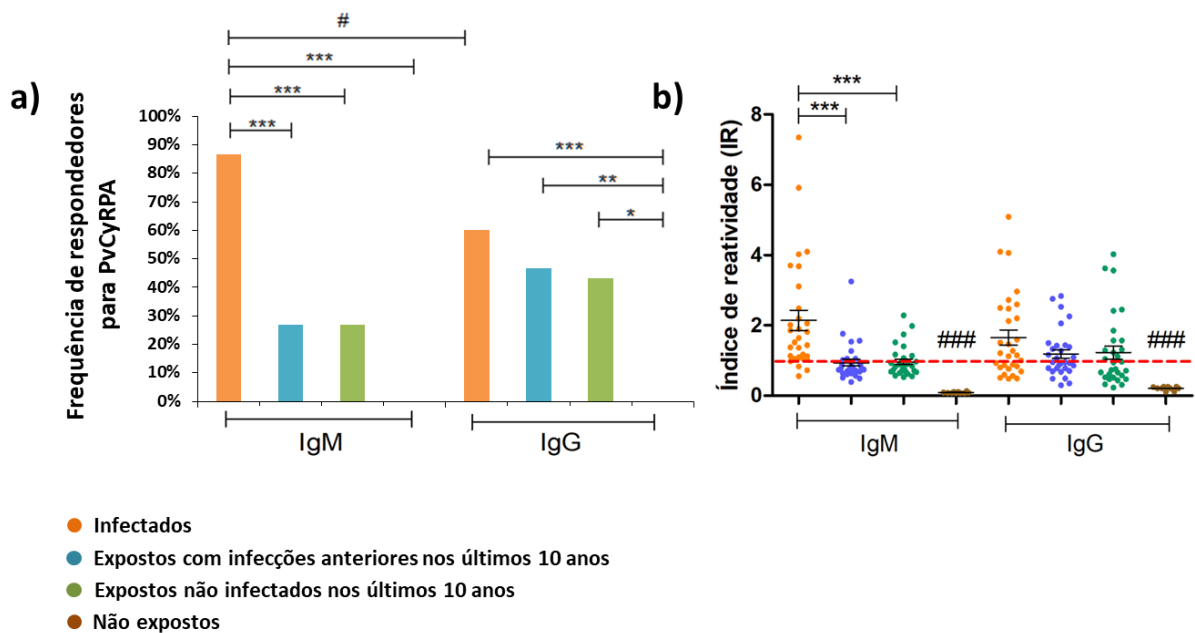 a)
#
***
***
***
***
**
*
Frequência de respondedores
para PvCyRPA
100%
90%
80%
70%
60%
50%
40%
30%
20%
10%
0%
IgM
IgG
b)
***
***
Índice de reatividade (IR)
8
6
4
2
0
###
###
IgM
IgG
Infectados
Expostos com infecções anteriores nos últimos 10 anos
Expostos não infectados nos últimos 10 anos
Não expostos